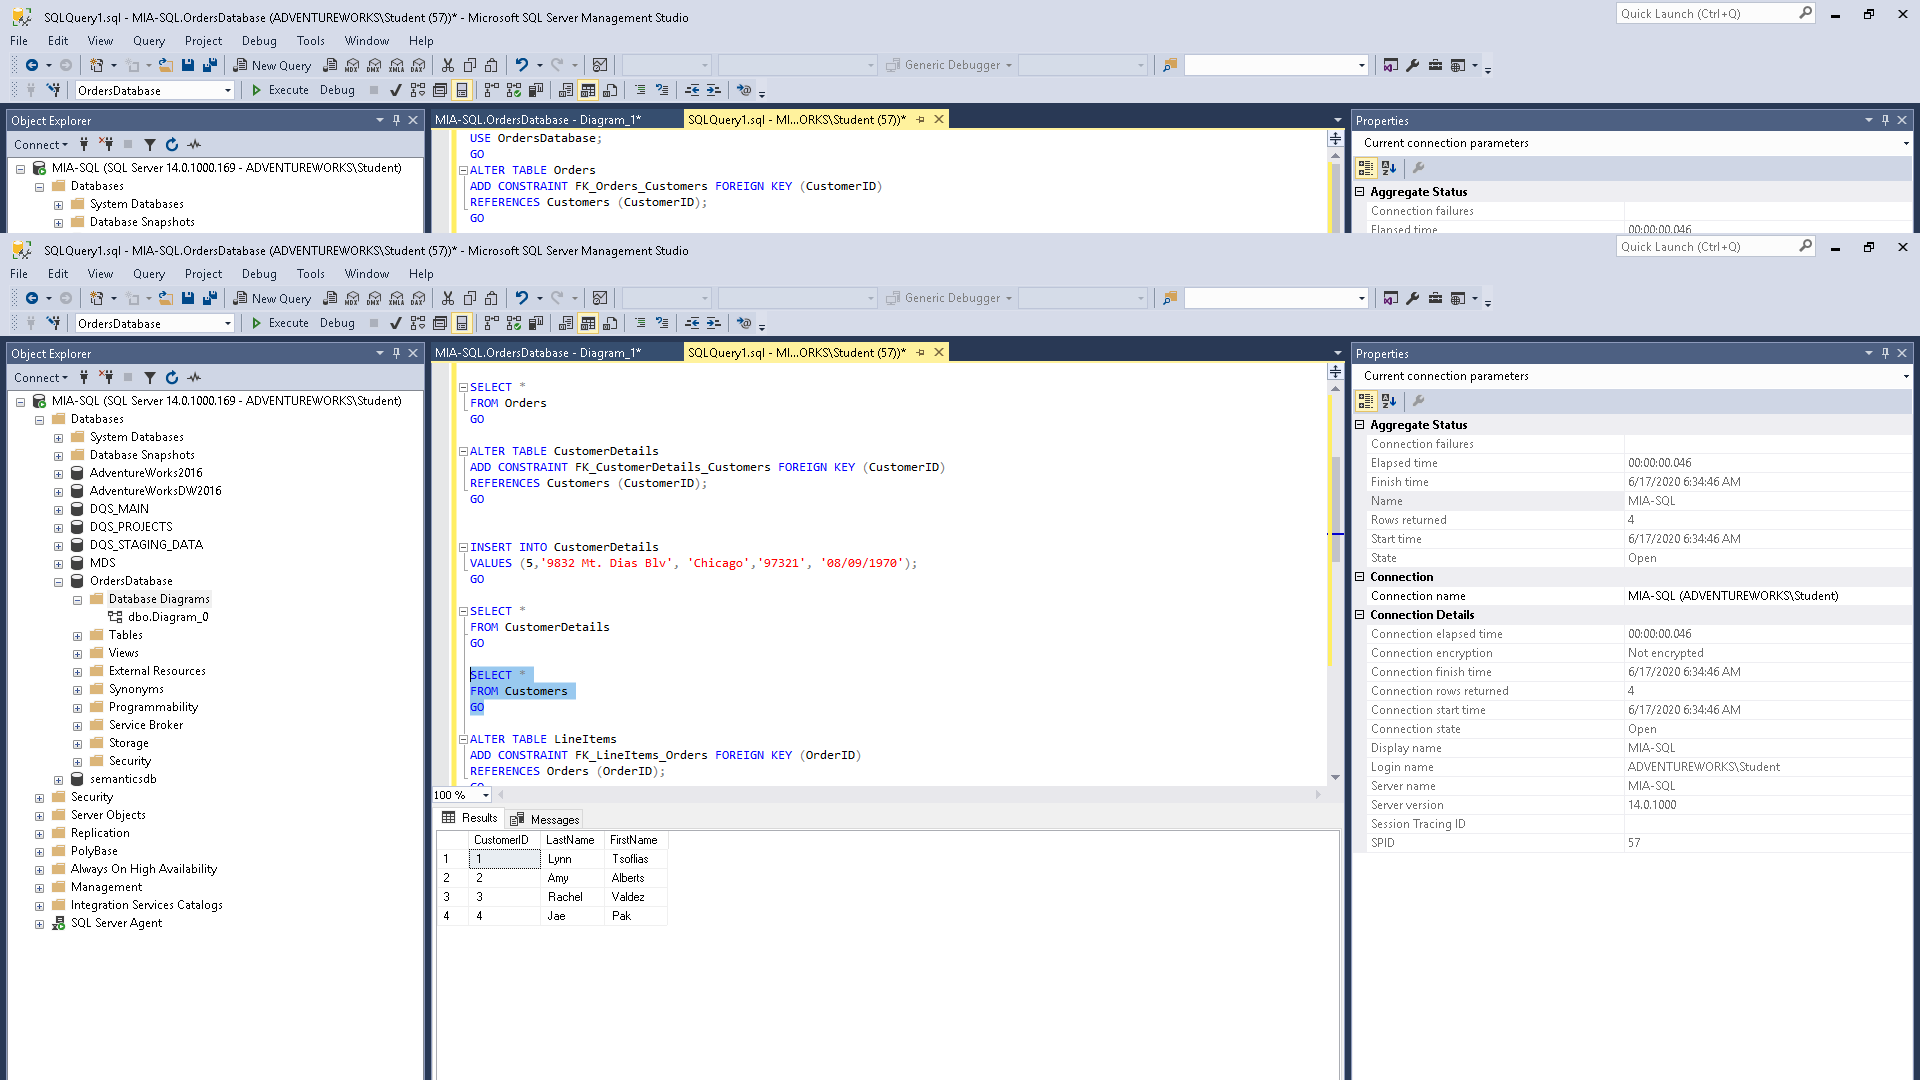 SQLQuery1.sql - MIA-SQL.OrdersDatabase (ADVENTUREWORKS\Student (57))* - Microsoft SQL Server Management Studio
Quick Launch (Ctrl+Q)
File Edit View Query Project Debug Tools Window Help
New Query
MDX DMX XMLA DAX
Generic Debugger
OrdersDatabase
Execute Debug
Object Explorer
MIA-SQL.OrdersDatabase - Diagram_1*
SQLQuery1.sql - MI...ORKS\Student (57))*
Properties
Connect
MIA-SQL (SQL Server 14.0.1000.169 - ADVENTUREWORKS\Student)
Databases
System Databases
Database Snapshots
USE OrdersDatabase;
GO
ALTER TABLE Orders
ADD CONSTRAINT FK_Orders_Customers FOREIGN KEY (CustomerID)
REFERENCES Customers (CustomerID);
GO
Current connection parameters
Aggregate Status
Connection failures
Elapsed time 00:00:00.046
SQLQuery1.sql - MIA-SQL.OrdersDatabase (ADVENTUREWORKS\Student (57))* - Microsoft SQL Server Management Studio
Quick Launch (Ctrl+Q)
File Edit View Query Project Debug Tools Window Help
New Query
MDX DMX XMLA DAX
Generic Debugger
OrdersDatabase
Execute Debug
Object Explorer
MIA-SQL.OrdersDatabase - Diagram_1*
SQLQuery1.sql - MI...ORKS\Student (57))*
Properties
Connect
MIA-SQL (SQL Server 14.0.1000.169 - ADVENTUREWORKS\Student)
Databases
System Databases
Database Snapshots
AdventureWorks2016
AdventureWorksDW2016
DQS_MAIN
DQS_PROJECTS
DQS_STAGING_DATA
MDS
OrdersDatabase
Database Diagrams
dbo.Diagram_0
Tables
Views
External Resources
Synonyms
Programmability
Service Broker
Storage
Security
semanticsdb
Security
Server Objects
Replication
PolyBase
Always On High Availability
Management
Integration Services Catalogs
SQL Server Agent
SELECT *
FROM Orders
GO
ALTER TABLE CustomerDetails
ADD CONSTRAINT FK_CustomerDetails_Customers FOREIGN KEY (CustomerID)
REFERENCES Customers (CustomerID);
GO
INSERT INTO CustomerDetails
VALUES (5,'9832 Mt. Dias Blv', 'Chicago','97321', '08/09/1970');
GO
SELECT *
FROM CustomerDetails
GO
SELECT *
FROM Customers
GO
ALTER TABLE LineItems
ADD CONSTRAINT FK_LineItems_Orders FOREIGN KEY (OrderID)
REFERENCES Orders (OrderID);
GO
100 %
Results Messages
CustomerID LastName FirstName
1 1 Lynn Tsoflias
2 2 Amy Alberts
3 3 Rachel Valdez
4 4 Jae Pak
Current connection parameters
Aggregate Status
Connection failures
Elapsed time 00:00:00.046
Finish time 6/17/2020 6:34:46 AM
Name MIA-SQL
Rows returned 4
Start time 6/17/2020 6:34:46 AM
State Open
Connection
Connection name MIA-SQL (ADVENTUREWORKS\Student)
Connection Details
Connection elapsed time 00:00:00.046
Connection encryption Not encrypted
Connection finish time 6/17/2020 6:34:46 AM
Connection rows returned 4
Connection start time 6/17/2020 6:34:46 AM
Connection state Open
Display name MIA-SQL
Login name ADVENTUREWORKS\Student
Server name MIA-SQL
Server version 14.0.1000
Session Tracing ID
SPID 57